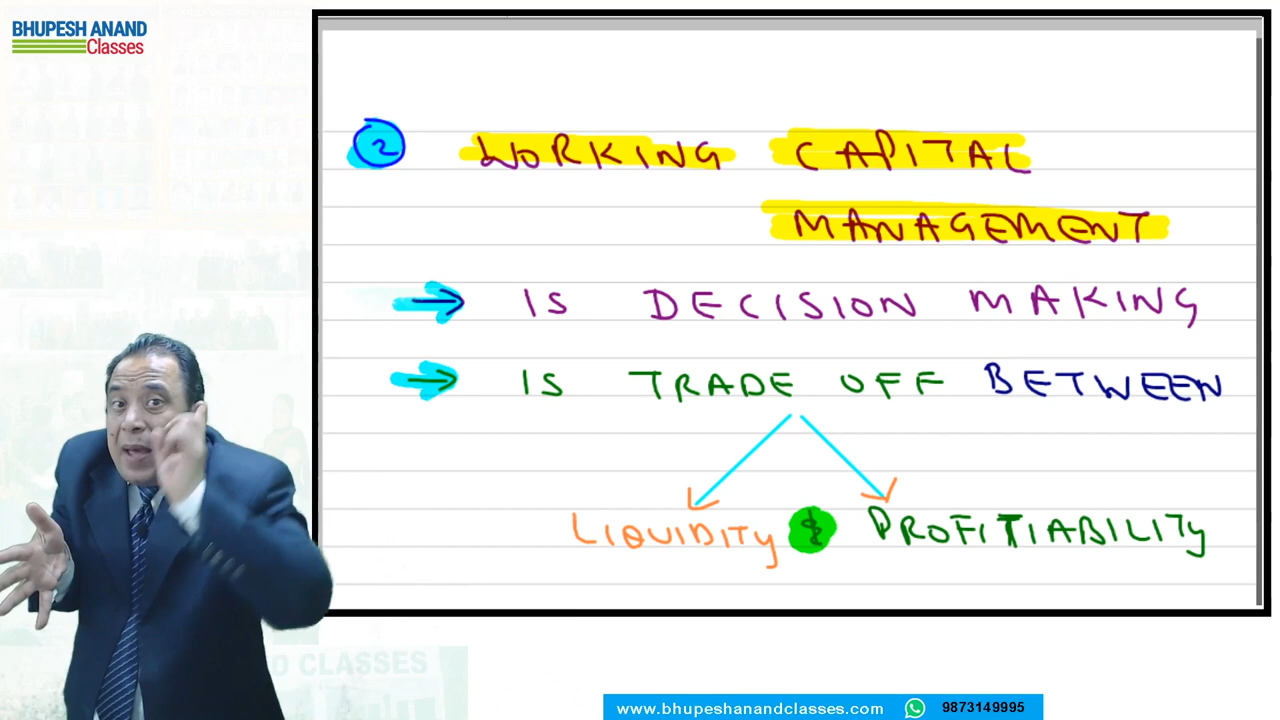 BHUPESH ANAND
Classes
2 WORKING CAPITAL
MANAGEMENT
→ IS DECISION MAKING
→ IS TRADE OFF BETWEEN
LIQUIDITY & PROFITIABILITY
CLASSES
www.bhupeshanandclasses.com 9873149995